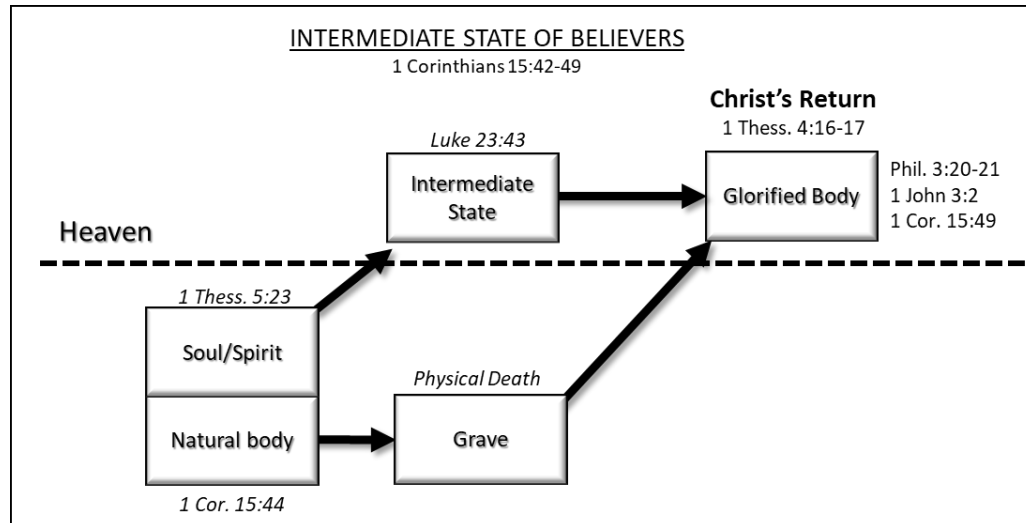 INTERMEDIATE STATE OF BELIEVERS
1 Corinthians 15:42-49
Christ’s Return
1 Thess. 4:16-17
Luke 23:43
Intermediate
State
Glorified Body
Phil. 3:20-21
1 John 3:2
1 Cor. 15:49
Heaven
1 Thess. 5:23
Soul/Spirit
Natural body
1 Cor. 15:44
Physical Death
Grave